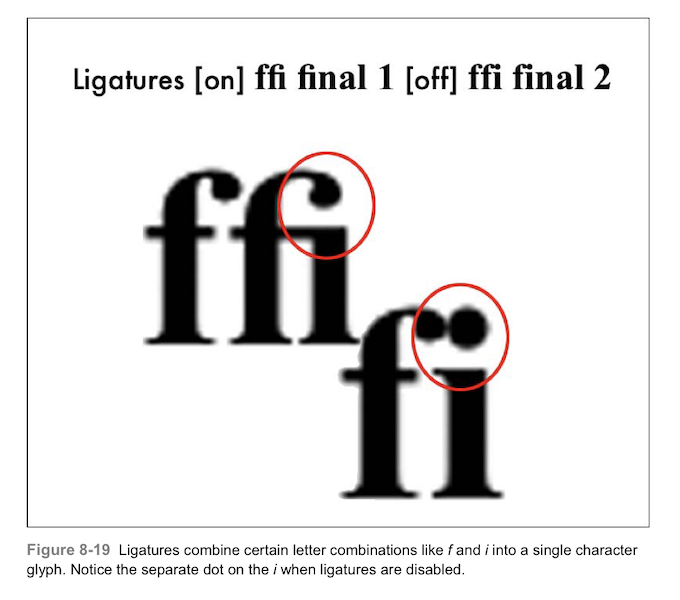 Ligatures [on] ffi final 1 [off] ffi final 2
ffi
fi
Figure 8-19 Ligatures combine certain letter combinations like f and i into a single character
glyph. Notice the separate dot on the i when ligatures are disabled.